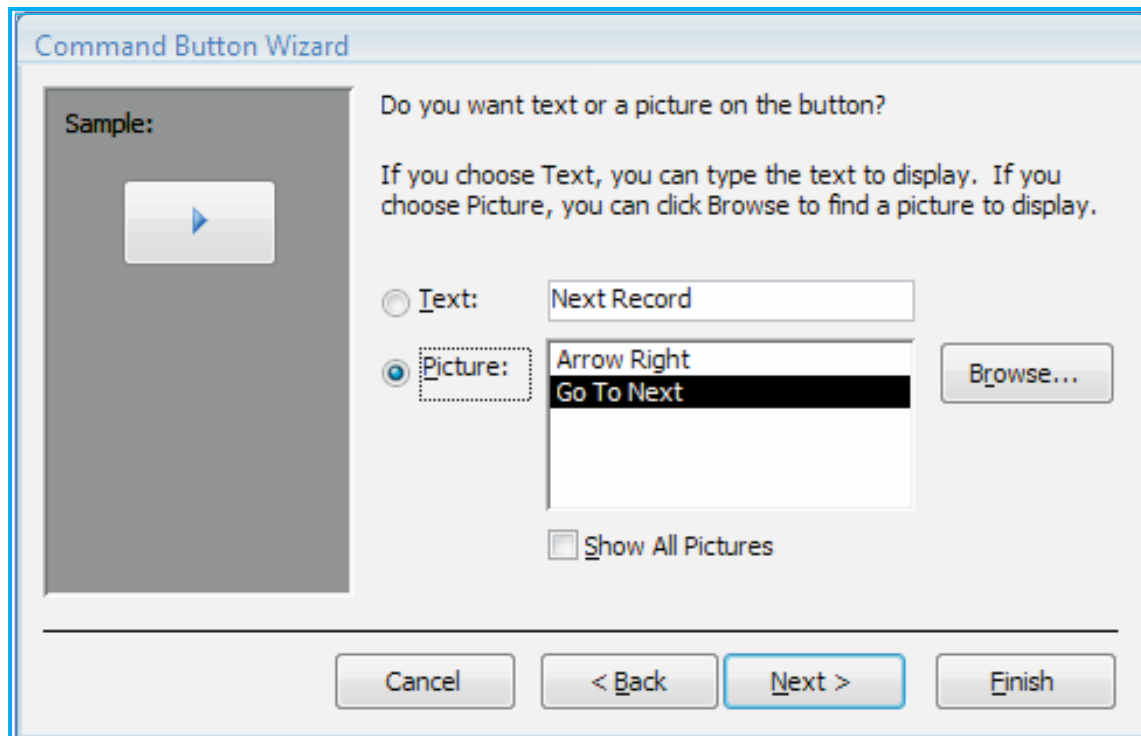 Command Button Wizard
Sample:
Do you want text or a picture on the button?
If you choose Text, you can type the text to display.  If you
choose Picture, you can click Browse to find a picture to display.
Text:
Next Record
Picture:
Arrow Right
Go To Next
Browse...
Show All Pictures
Cancel
< Back
Next >
Finish